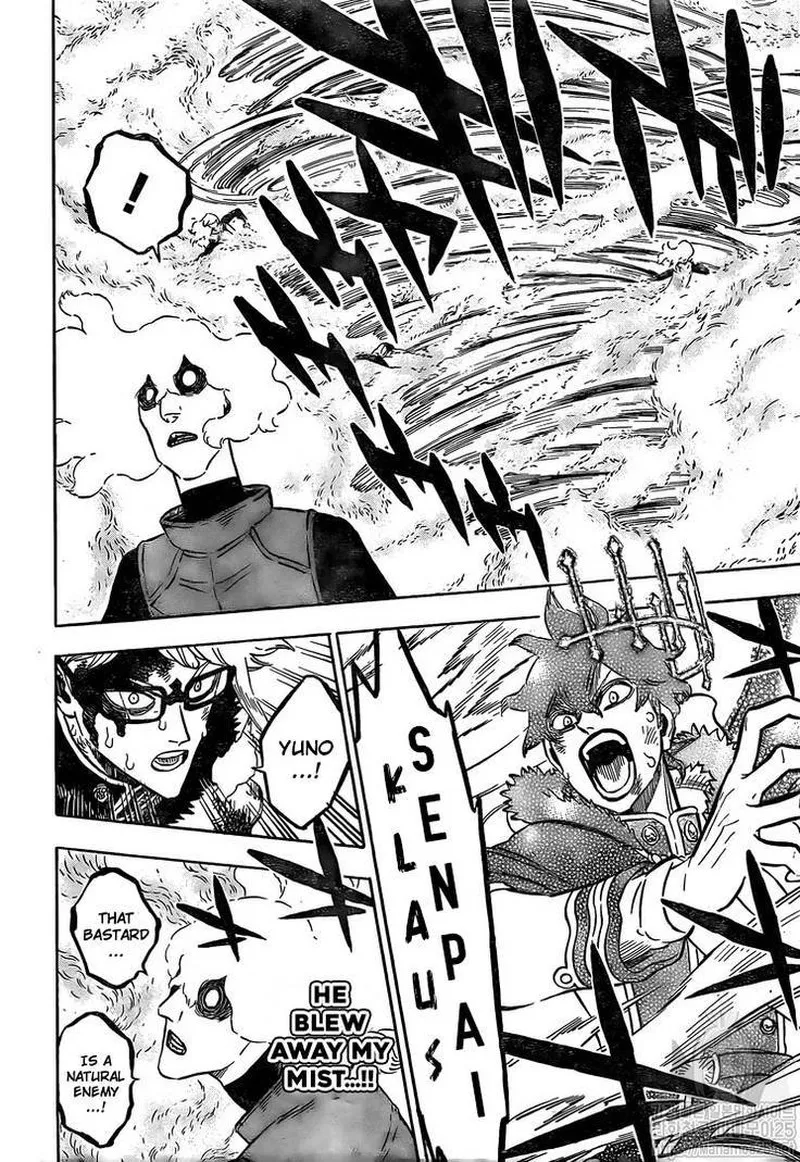 !
KLAUS
SENPAI
YUNO
...!
THAT
BASTARD
...
HE
BLEW
AWAY MY
MIST...!!
IS A
NATURAL
ENEMY
...!